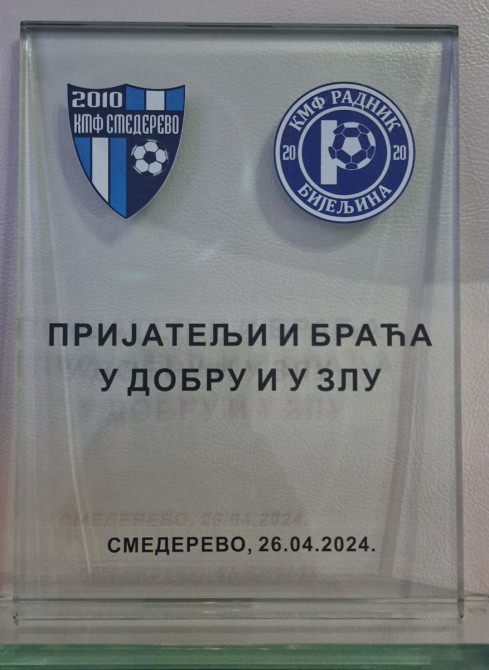 2010
КМФ СМЕДЕРЕВО
КМФ РАДНИК
20 20
БИЈЕЉИНА
ПРИЈАТЕЉИ И БРАЋА
У ДОБРУ И У ЗЛУ
СМЕДЕРЕВО, 26.04.2024.